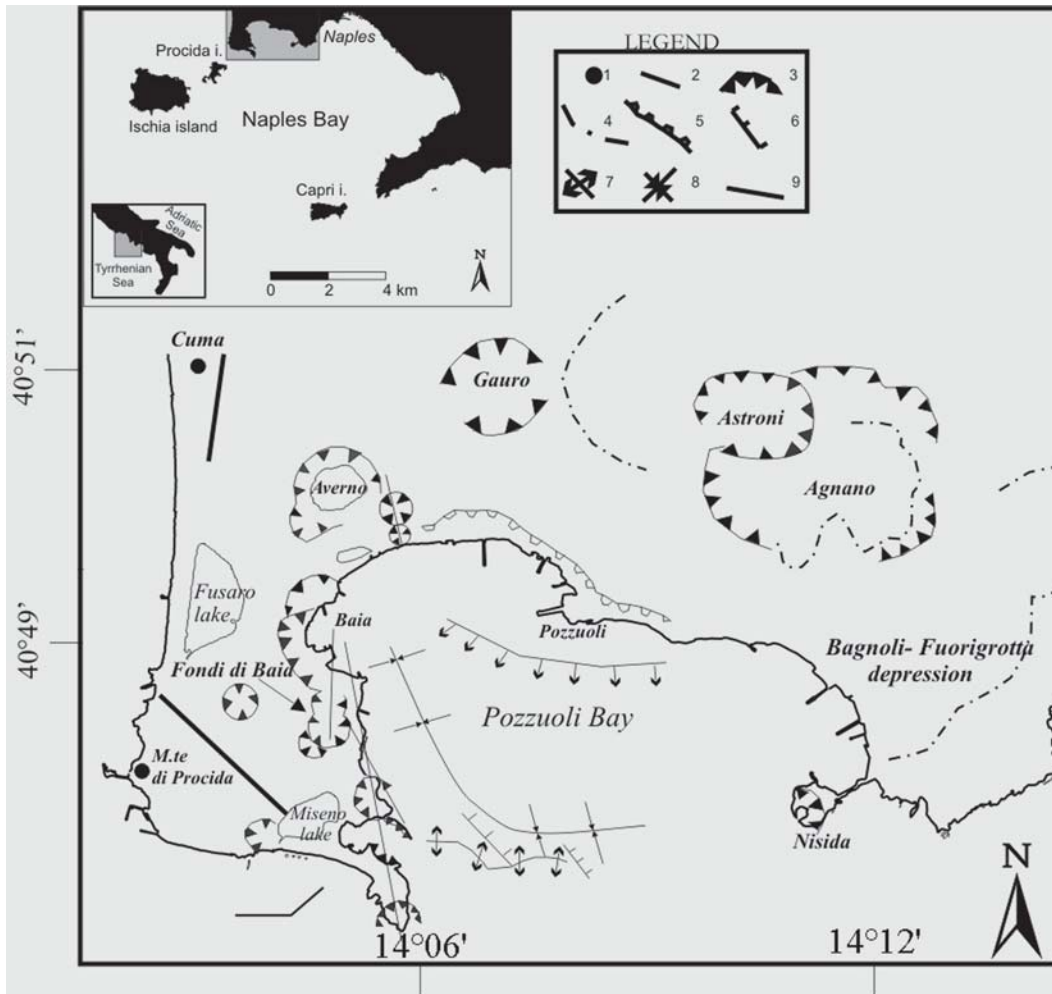 Naples
Procida i.
Ischia island
Naples Bay
Capri i.
Adriatic
Sea
Tyrrhenian
Sea
N
0 2 4 km
LEGEND
1 2 3
4 5 6
7 8 9
40°51'
40°49'
Cuma
Gauro
Astroni
Agnano
Averno
Fusaro
lake
Baia
Pozzuoli
Fondi di Baia
Bagnoli- Fuorigrotta
depression
Pozzuoli Bay
M.te
di Procida
Miseno
lake
Nisida
N
14°06'
14°12'